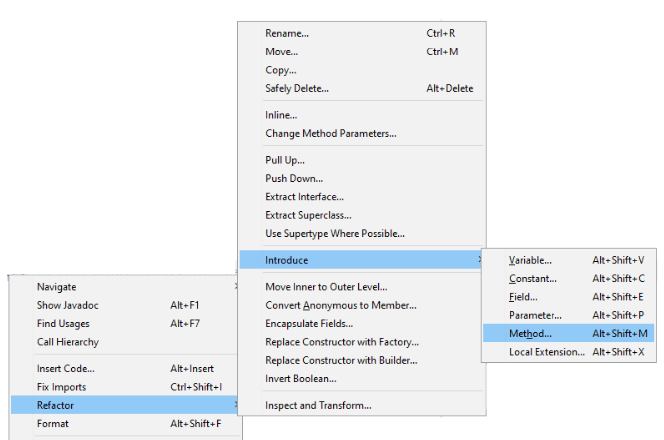 Rename... Ctrl+R
Move... Ctrl+M
Copy...
Safely Delete... Alt+Delete
Inline...
Change Method Parameters...
Pull Up...
Push Down...
Extract Interface...
Extract Superclass...
Use Supertype Where Possible...
Introduce
Move Inner to Outer Level...
Convert Anonymous to Member...
Encapsulate Fields...
Replace Constructor with Factory...
Replace Constructor with Builder...
Invert Boolean...
Inspect and Transform...
Variable... Alt+Shift+V
Constant... Alt+Shift+C
Field... Alt+Shift+E
Parameter... Alt+Shift+P
Method... Alt+Shift+M
Local Extension... Alt+Shift+X
Navigate
Show Javadoc Alt+F1
Find Usages Alt+F7
Call Hierarchy
Insert Code... Alt+Insert
Fix Imports Ctrl+Shift+I
Refactor
Format Alt+Shift+F